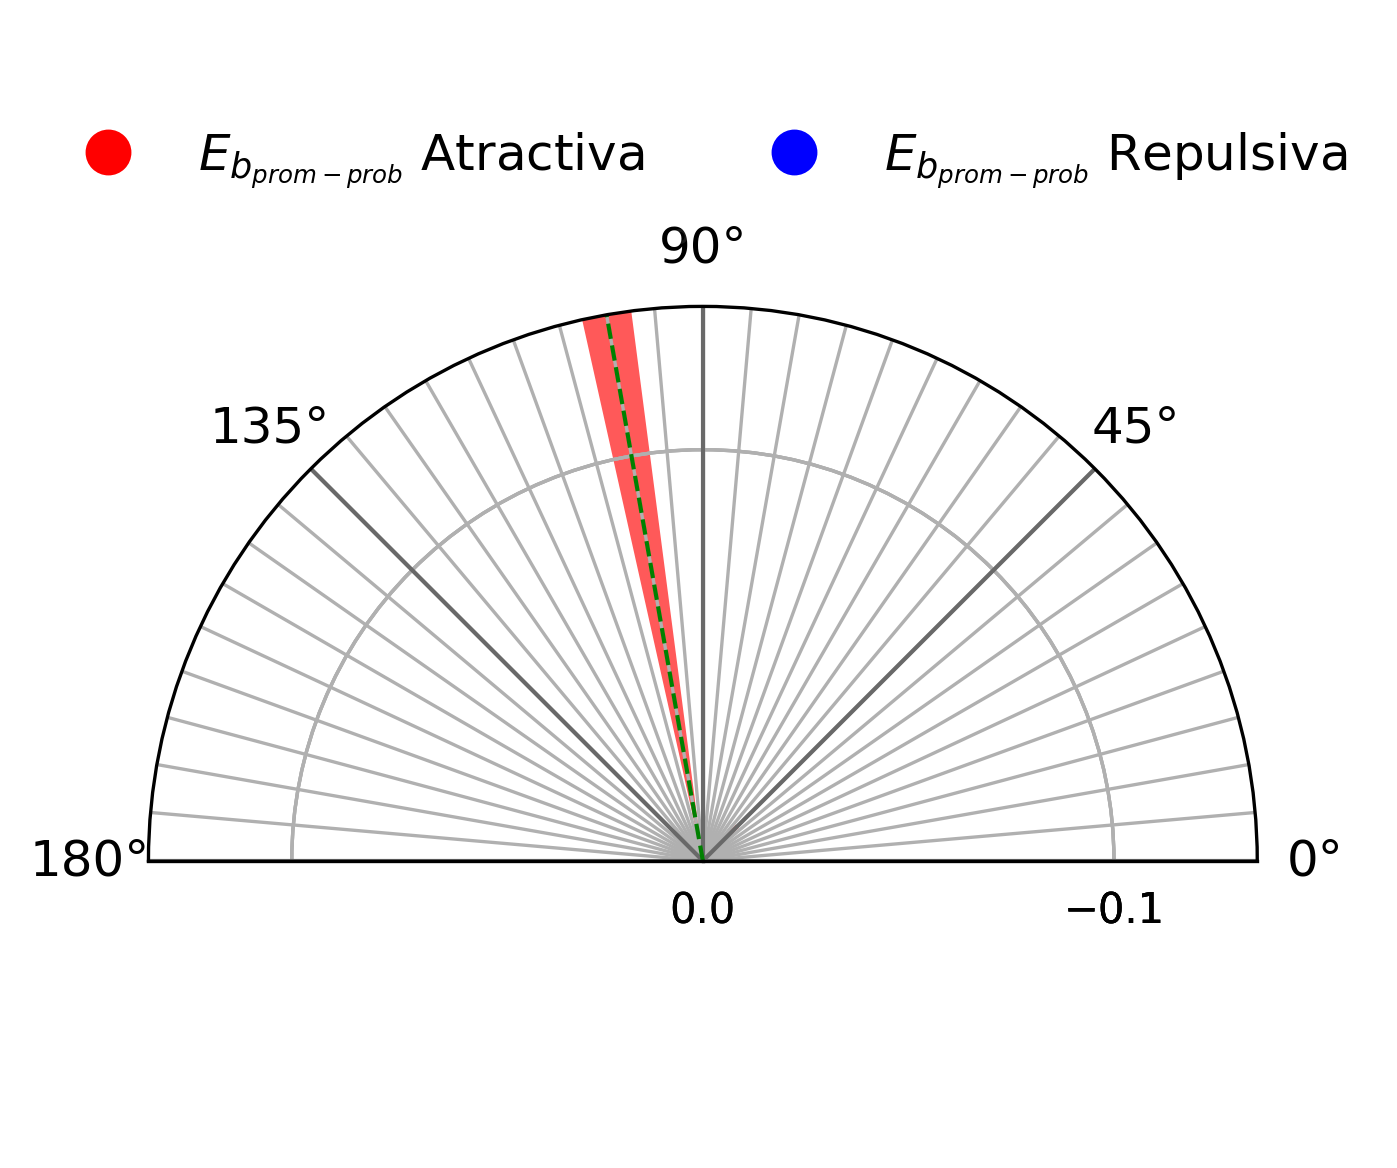 E_{b_{prom-prob}} Atractiva E_{b_{prom-prob}} Repulsiva
90°
135° 45°
180° 0°
0.0 −0.1